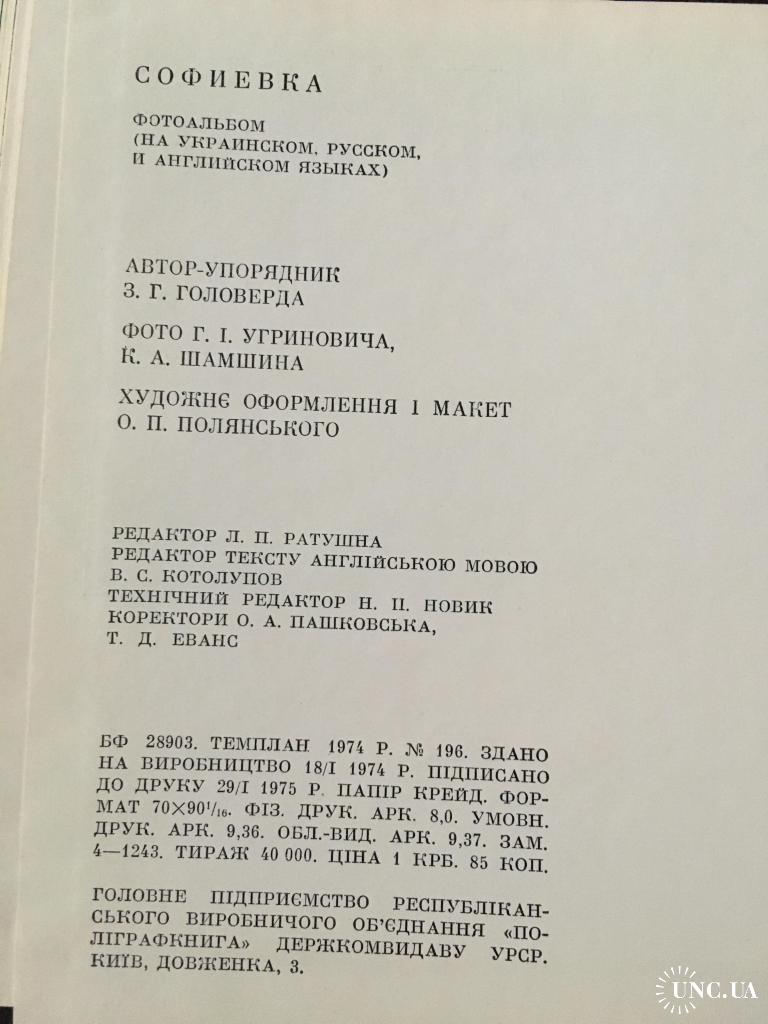 СОФИЕВКА
ФОТОАЛЬБОМ
(НА УКРАИНСКОМ, РУССКОМ,
И АНГЛИЙСКОМ ЯЗЫКАХ)
АВТОР-УПОРЯДНИК
З. Г. ГОЛОВЕРДА
ФОТО Г. І. УГРИНОВИЧА,
К. А. ШАМШИНА
ХУДОЖНЄ ОФОРМЛЕННЯ І МАКЕТ
О. П. ПОЛЯНСЬКОГО
РЕДАКТОР Л. П. РАТУШНА
РЕДАКТОР ТЕКСТУ АНГЛІЙСЬКОЮ МОВОЮ
В. С. КОТОЛУПОВ
ТЕХНІЧНИЙ РЕДАКТОР Н. П. НОВИК
КОРЕКТОРИ О. А. ПАШКОВСЬКА,
Т. Д. ЕВАНС
БФ 28903. ТЕМПЛАН 1974 Р. № 196. ЗДАНО
НА ВИРОБНИЦТВО 18/I 1974 Р. ПІДПИСАНО
ДО ДРУКУ 29/I 1975 Р. ПАПІР КРЕЙД. ФОР-
МАТ 70×90¹/₁₆. ФІЗ. ДРУК. АРК. 8,0. УМОВН.
ДРУК. АРК. 9,36. ОБЛ.-ВИД. АРК. 9,37. ЗАМ.
4—1243. ТИРАЖ 40 000. ЦІНА 1 КРБ. 85 КОП.
ГОЛОВНЕ ПІДПРИЄМСТВО РЕСПУБЛІКАН-
СЬКОГО ВИРОБНИЧОГО ОБ'ЄДНАННЯ «ПО-
ЛІГРАФКНИГА» ДЕРЖКОМВИДАВУ УРСР.
КИЇВ, ДОВЖЕНКА, 3.
UNC.UA